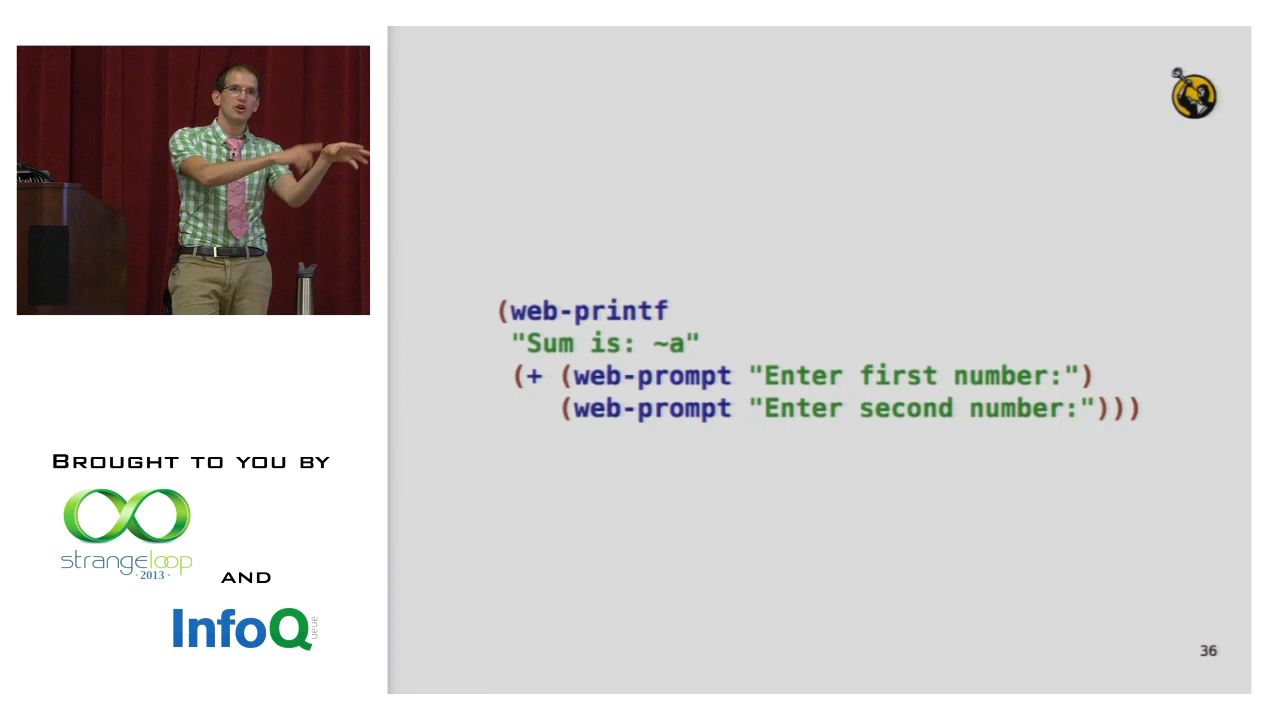 (web-printf
"Sum is: ~a"
(+ (web-prompt "Enter first number:")
(web-prompt "Enter second number:")))
36
BROUGHT TO YOU BY
strangeloop
· 2013 ·
AND
InfoQ
ueue